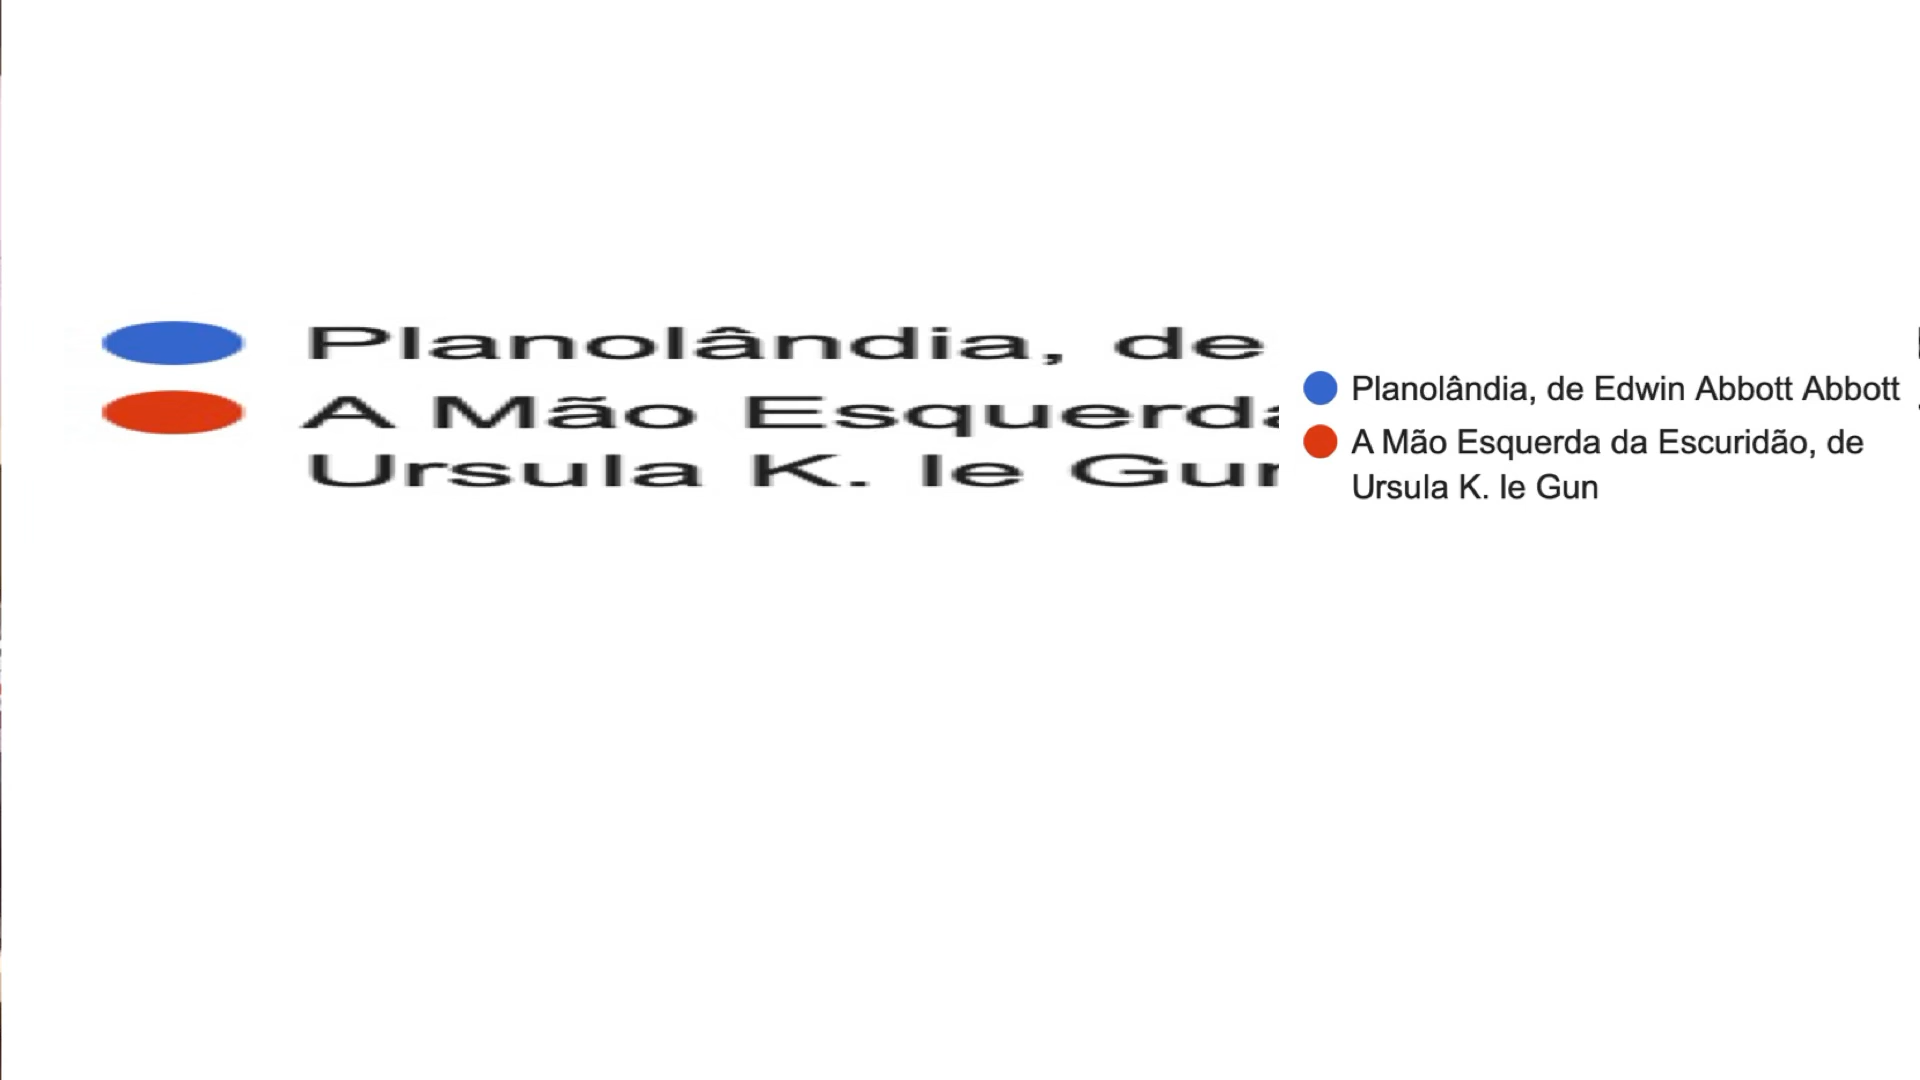 Planolândia, de
A Mão Esquerda
Ursula K. le Gun
Planolândia, de Edwin Abbott Abbott
A Mão Esquerda da Escuridão, de
Ursula K. le Gun